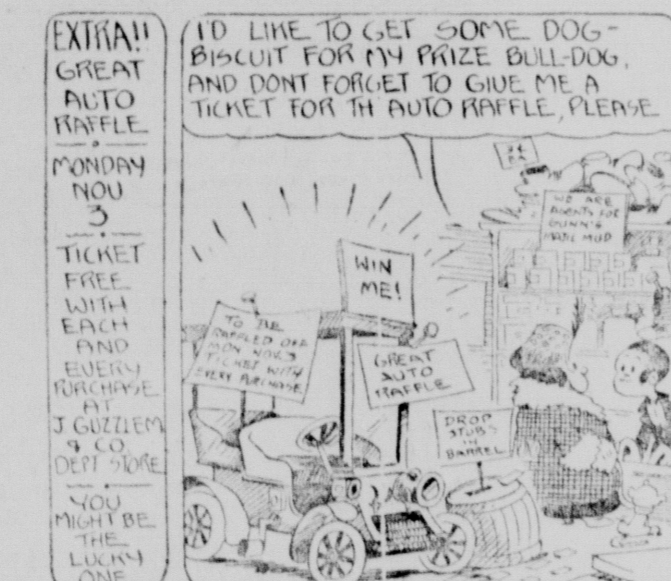 EXTRA!!
GREAT
AUTO
RAFFLE
MONDAY
NOV
3
TICKET
FREE
WITH
EACH
AND
EVERY
PURCHASE
AT
J GUZZLEM
& CO
DEPT STORE
YOU
MIGHT BE
THE
LUCKY
ONE
I'D LIKE TO GET SOME DOG-
BISCUIT FOR MY PRIZE BULL-DOG,
AND DONT FORGET TO GIVE ME A
TICKET FOR TH' AUTO RAFFLE, PLEASE
WE ARE
AGENTS FOR
GUNN'S
MUD
WIN
ME!
TO BE
RAFFLED OFF
MON NOV 3
TICKET WITH
EVERY PURCHASE
GREAT
AUTO
RAFFLE
DROP
STUBS
IN
BARREL